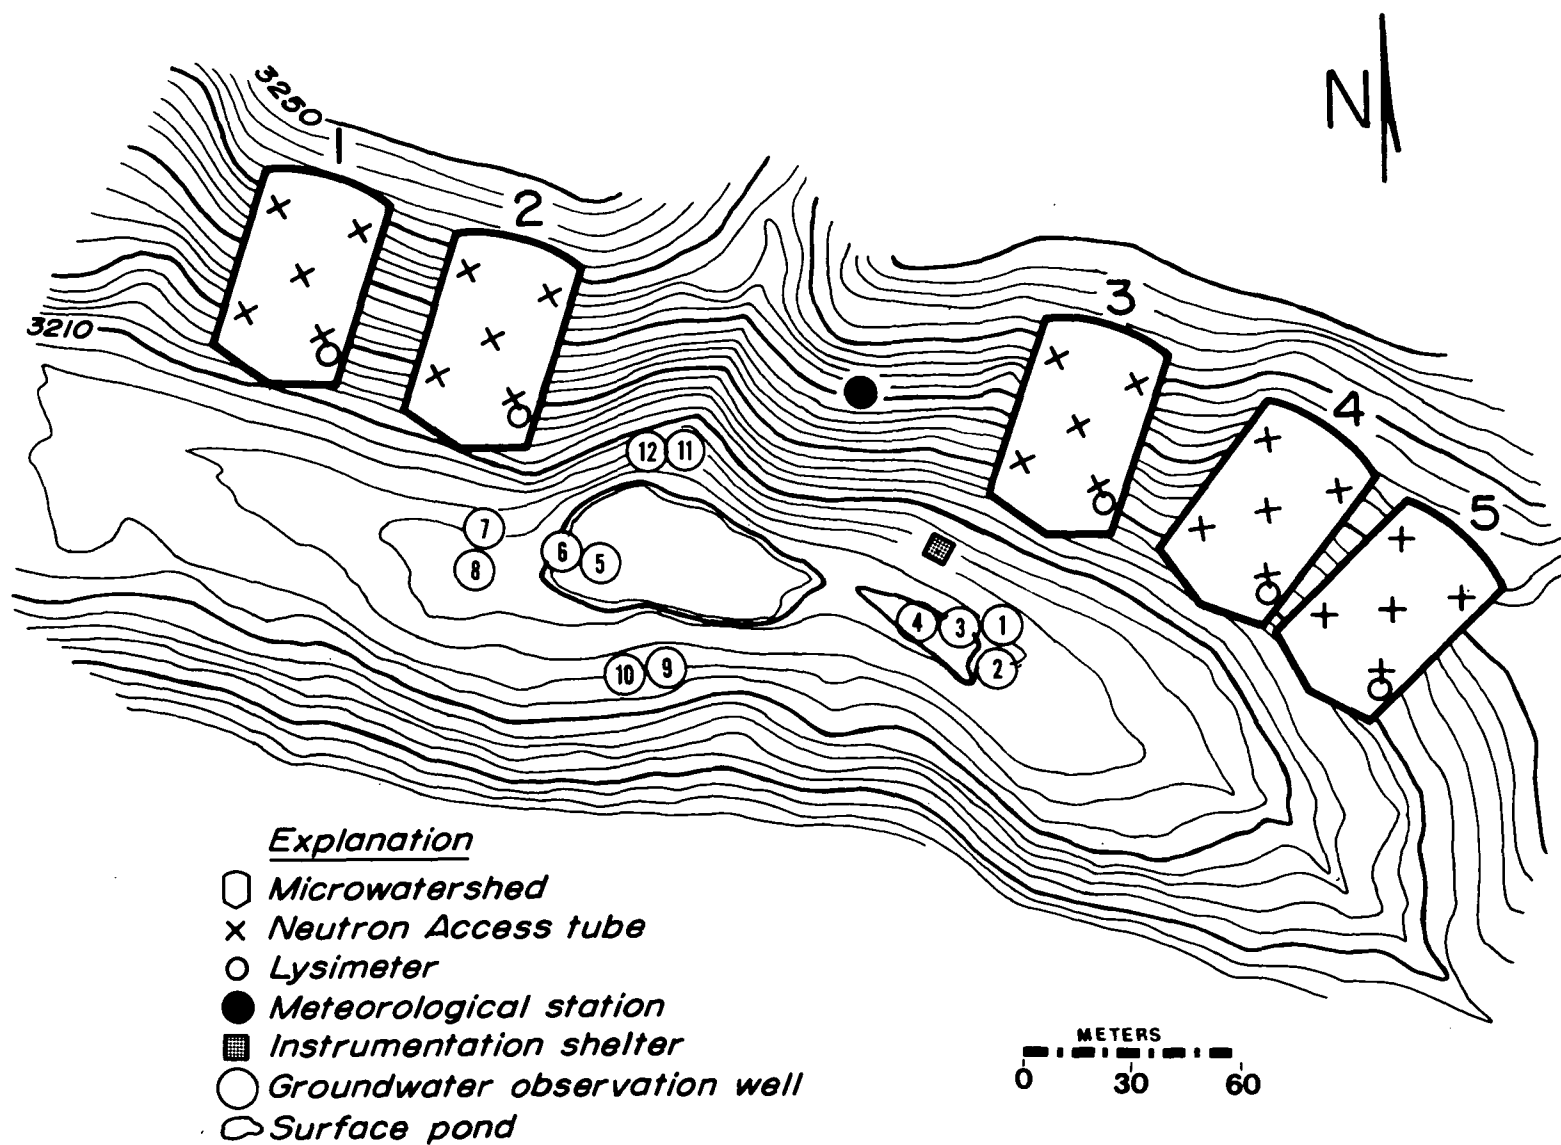 3250
N
1
2
3
4
5
3210
12 11
7
8
6 5
4 3 1
2
10 9
Explanation
Microwatershed
Neutron Access tube
Lysimeter
Meteorological station
Instrumentation shelter
Groundwater observation well
Surface pond
METERS
0 30 60